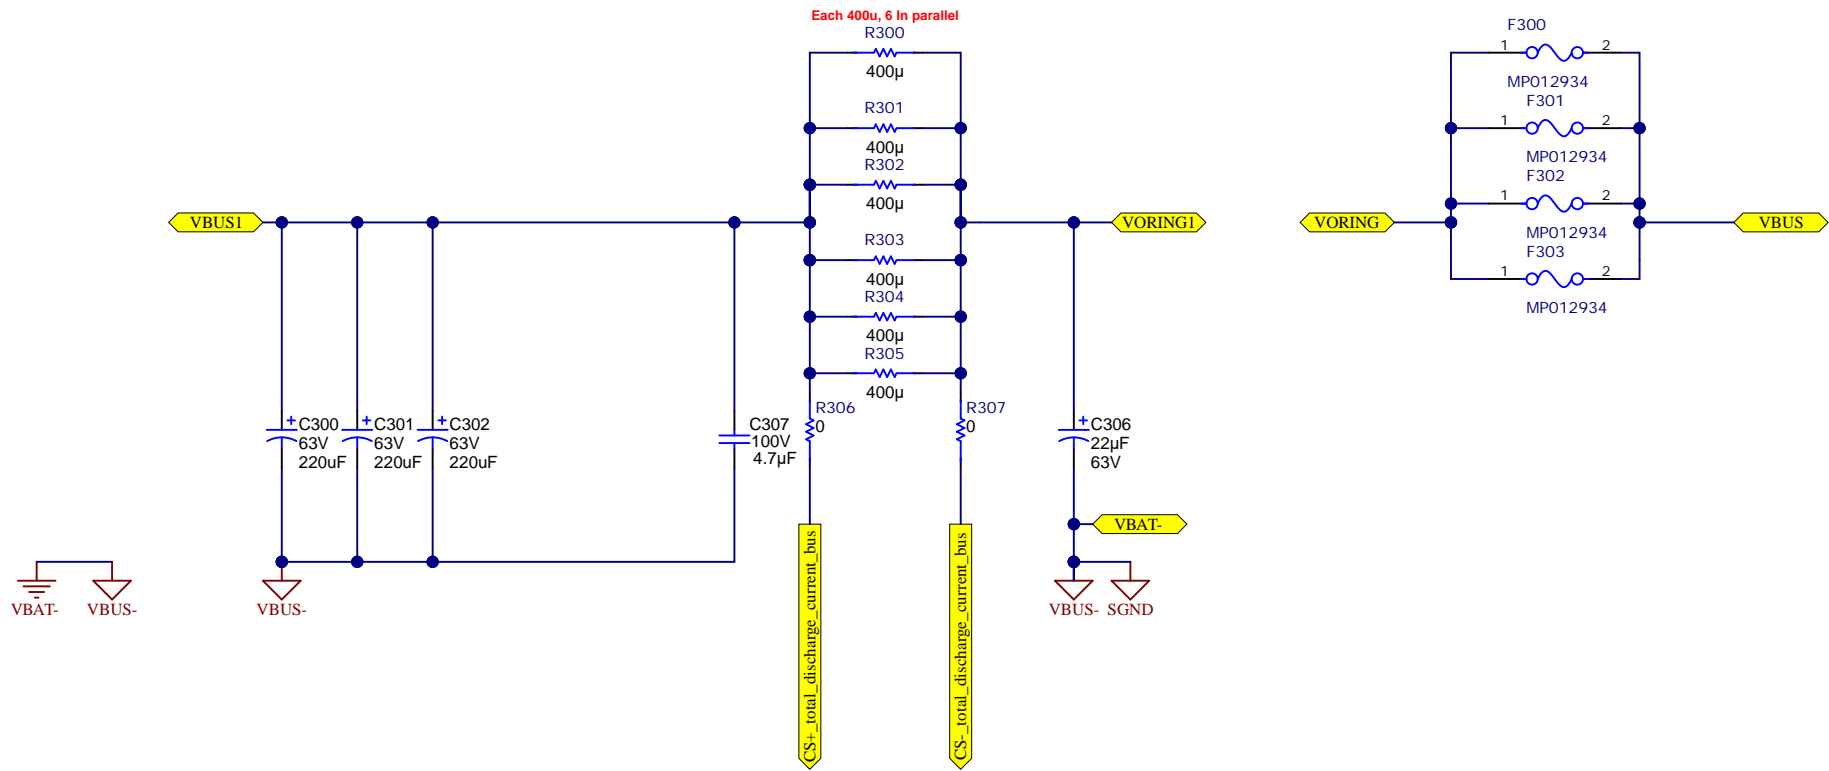 Each 400u, 6 In parallel
R300
400µ
R301
400µ
R302
400µ
R303
400µ
R304
400µ
R305
400µ
R306
0
R307
0
VBUS1
VORING1
C300
63V
220uF
C301
63V
220uF
C302
63V
220uF
C307
100V
4.7µF
C306
22µF
63V
VBAT-
CS+_total_discharge_current_bus
CS-_total_discharge_current_bus
VBAT-
VBUS-
VBUS-
VBUS-
SGND
F300
1
2
MP012934
F301
1
2
MP012934
F302
1
2
MP012934
F303
1
2
MP012934
VORING
VBUS